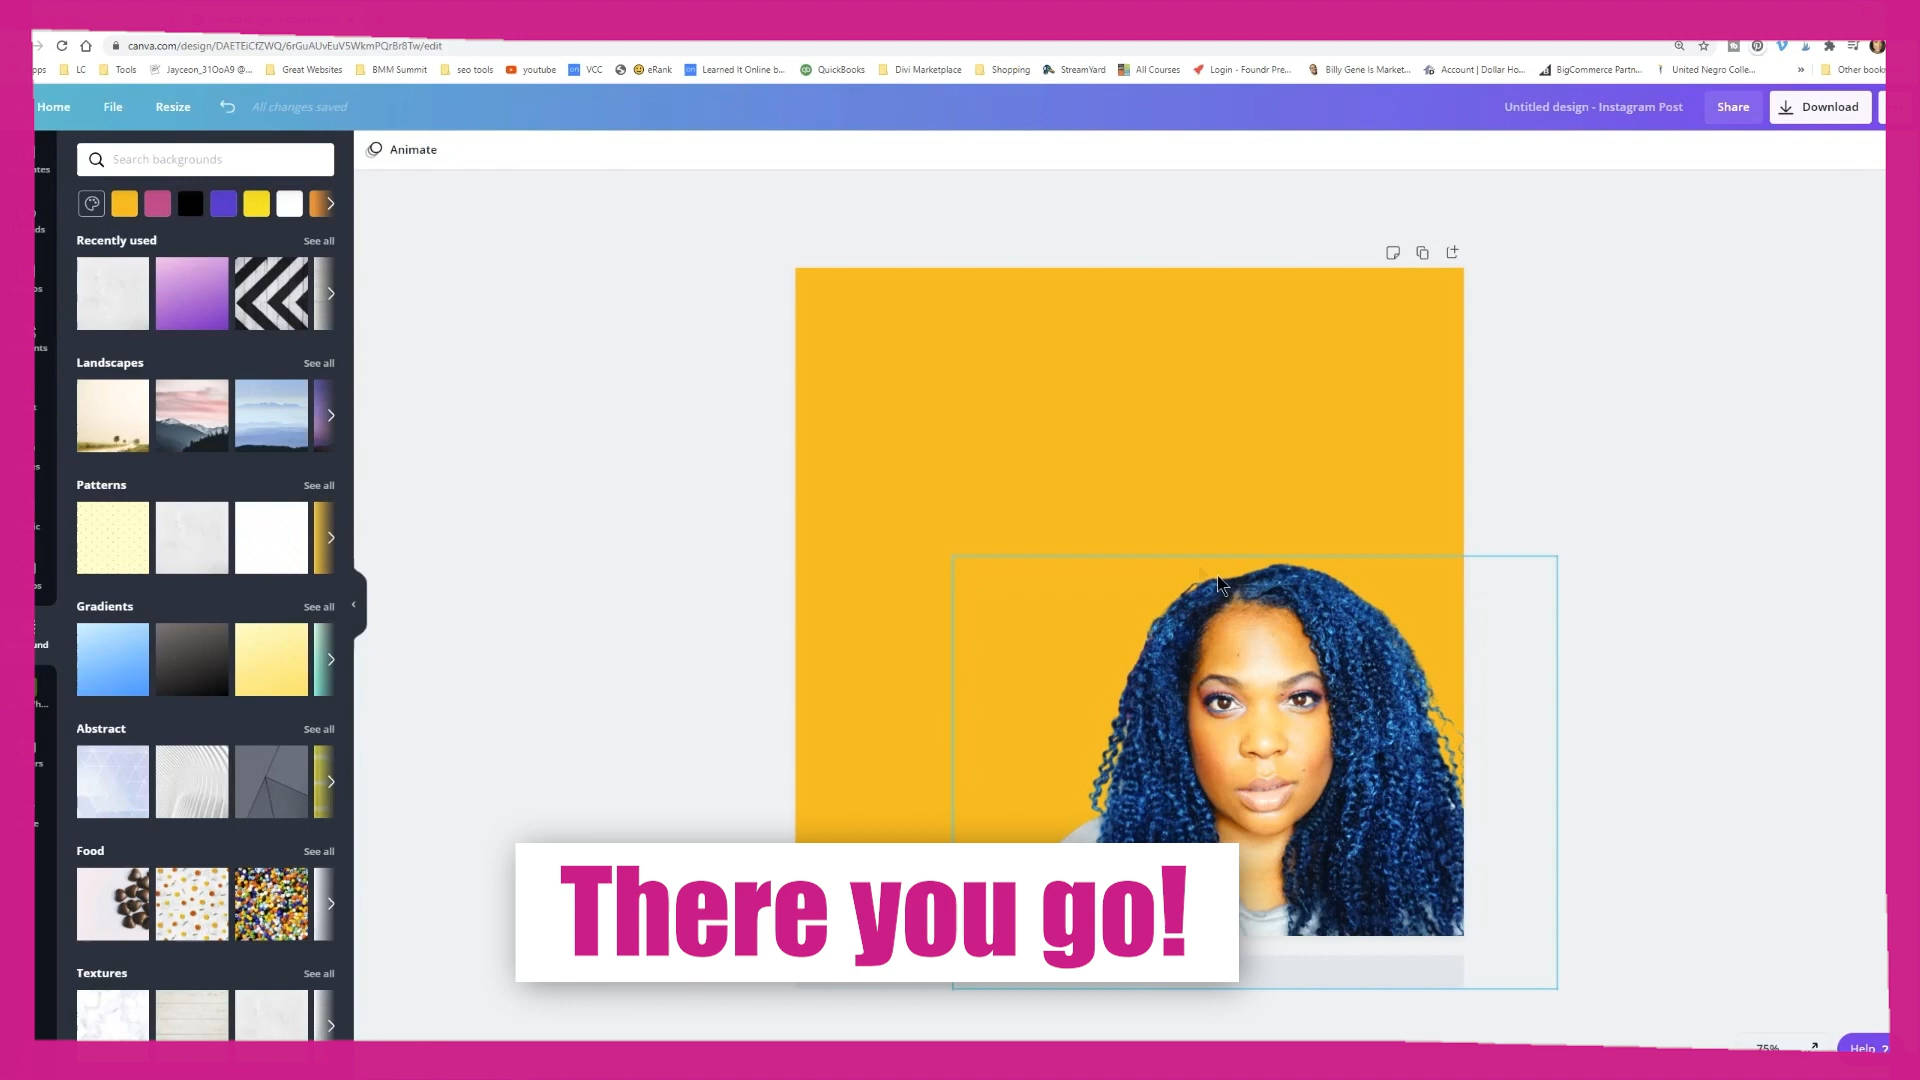 canva.com/design/DAETEiCfZWQ/6rGuAUvEuV5WkmPQrBr8Tw/edit
pps LC Tools Jayceon_31OoA9 @... Great Websites BMM Summit seo tools youtube VCC eRank Learned It Online b... QuickBooks Divi Marketplace Shopping StreamYard All Courses Login - Foundr Pre... Billy Gene Is Market... Account | Dollar Ho... BigCommerce Partn... United Negro Colle... » Other book
Home File Resize All changes saved Untitled design - Instagram Post Share Download
Search backgrounds
Animate
Recently used See all
Landscapes See all
Patterns See all
Gradients See all
Abstract See all
Food See all
Textures See all
There you go!
75% Help ?